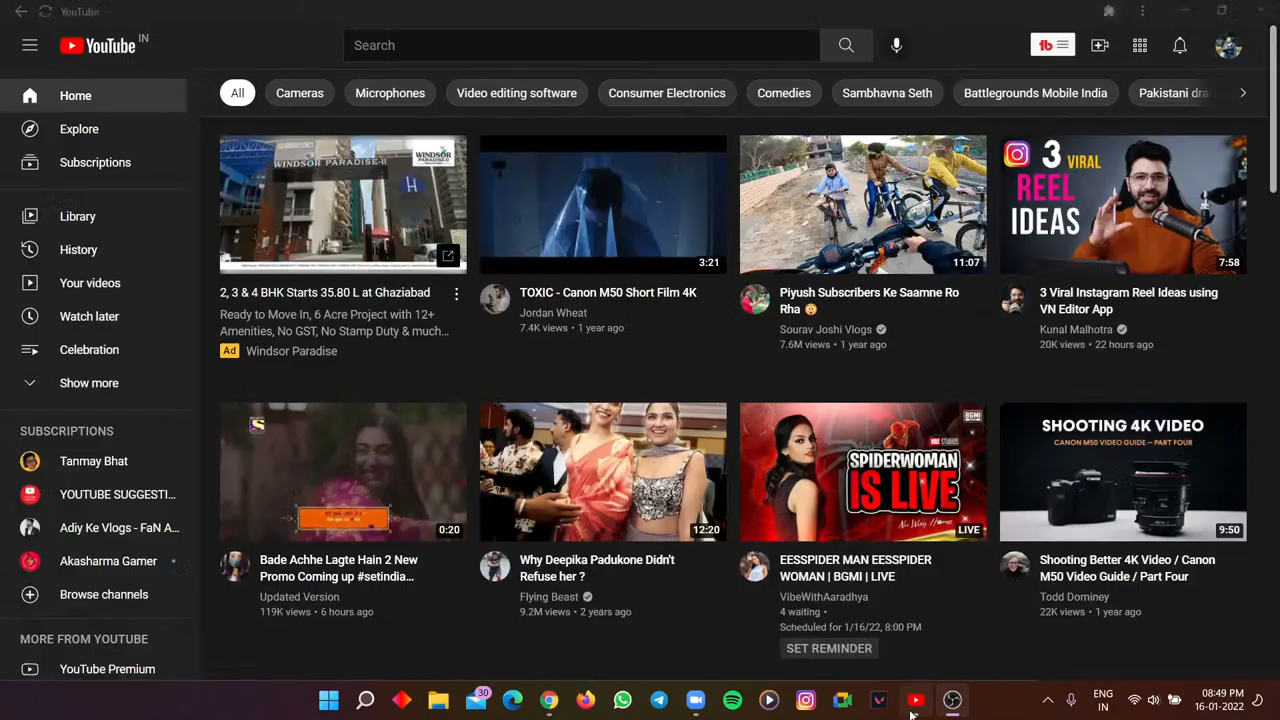 YouTube
YouTube IN
Search
tb
All
Cameras
Microphones
Video editing software
Consumer Electronics
Comedies
Sambhavna Seth
Battlegrounds Mobile India
Pakistani dra
Home
Explore
Subscriptions
Library
History
Your videos
Watch later
Celebration
Show more
SUBSCRIPTIONS
Tanmay Bhat
YOUTUBE SUGGESTI...
Adiy Ke Vlogs - FaN A...
Akasharma Gamer
Browse channels
MORE FROM YOUTUBE
YouTube Premium
WINDSOR PARADISE-II
WINDSOR
PARADISE-II
H
2, 3 & 4 BHK Starts 35.80 L at Ghaziabad
Ready to Move In, 6 Acre Project with 12+
Amenities, No GST, No Stamp Duty & much...
Ad Windsor Paradise
3:21
TOXIC - Canon M50 Short Film 4K
Jordan Wheat
7.4K views • 1 year ago
11:07
Piyush Subscribers Ke Saamne Ro
Rha
Sourav Joshi Vlogs
7.6M views • 1 year ago
3 VIRAL
REEL
IDEAS
7:58
3 Viral Instagram Reel Ideas using
VN Editor App
Kunal Malhotra
20K views • 22 hours ago
0:20
Bade Achhe Lagte Hain 2 New
Promo Coming up #setindia...
Updated Version
119K views • 6 hours ago
12:20
Why Deepika Padukone Didn't
Refuse her ?
Flying Beast
9.2M views • 2 years ago
BGMI
VIBE STUDIOS
SPIDERWOMAN
IS LIVE
No Way Home
LIVE
EESSPIDER MAN EESSPIDER
WOMAN | BGMI | LIVE
VibeWithAaradhya
4 waiting •
Scheduled for 1/16/22, 8:00 PM
SET REMINDER
SHOOTING 4K VIDEO
CANON M50 VIDEO GUIDE – PART FOUR
9:50
Shooting Better 4K Video / Canon
M50 Video Guide / Part Four
Todd Dominey
22K views • 1 year ago
30
ENG
IN
08:49 PM
16-01-2022